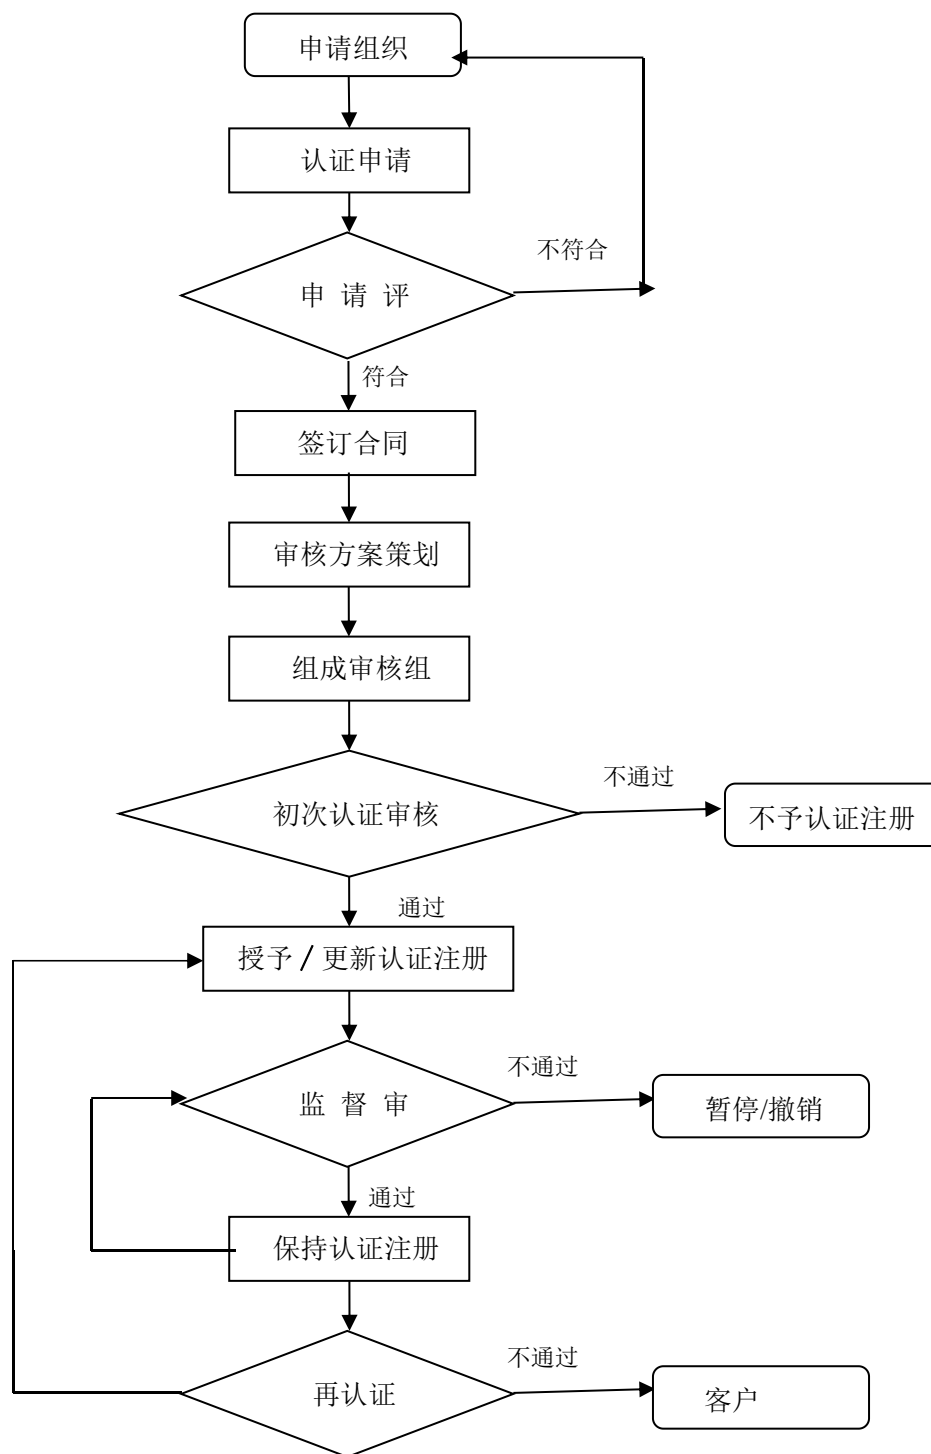 申请组织
认证申请
不符合
申 请 评
符合
签订合同
审核方案策划
组成审核组
不通过
初次认证审核
不予认证注册
通过
授予/更新认证注册
不通过
监 督 审
暂停/撤销
通过
保持认证注册
不通过
再认证
客户